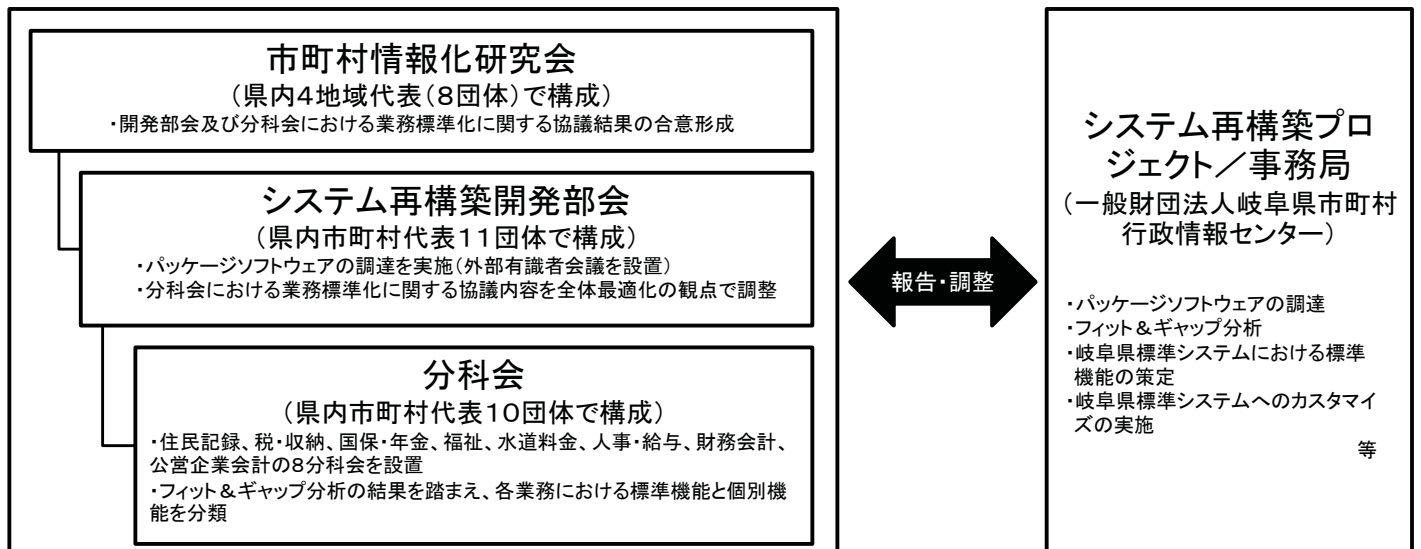 市町村情報化研究会
（県内4地域代表（8団体）で構成）
・開発部会及び分科会における業務標準化に関する協議結果の合意形成
システム再構築開発部会
（県内市町村代表11団体で構成）
・パッケージソフトウェアの調達を実施（外部有識者会議を設置）
・分科会における業務標準化に関する協議内容を全体最適化の観点で調整
分科会
（県内市町村代表10団体で構成）
・住民記録、税・収納、国保・年金、福祉、水道料金、人事・給与、財務会計、
公営企業会計の8分科会を設置
・フィット＆ギャップ分析の結果を踏まえ、各業務における標準機能と個別機
能を分類
報告・調整
システム再構築プロ
ジェクト／事務局
（一般財団法人岐阜県市町村
行政情報センター）
・パッケージソフトウェアの調達
・フィット＆ギャップ分析
・岐阜県標準システムにおける標準
機能の策定
・岐阜県標準システムへのカスタマイ
ズの実施
等